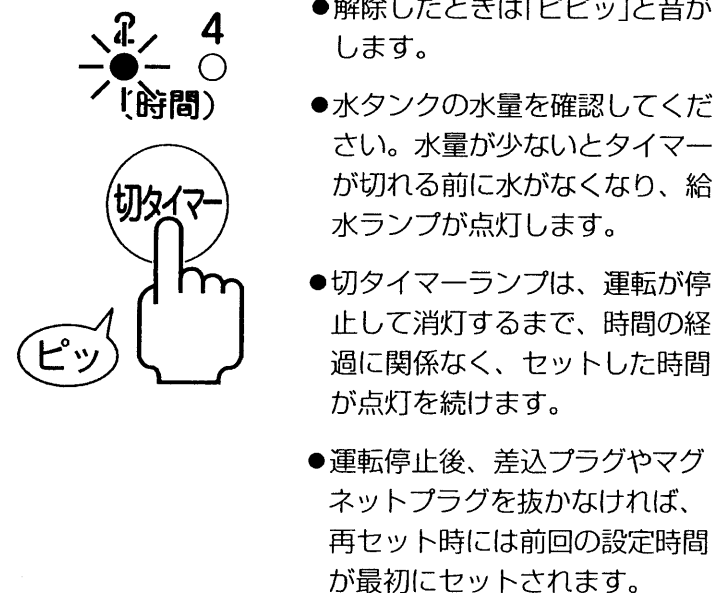 2 4
(時間)
切タイマー
ピッ
●解除したときは「ピピッ」と音が
します。
●水タンクの水量を確認してくだ
さい。水量が少ないとタイマー
が切れる前に水がなくなり、給
水ランプが点灯します。
●切タイマーランプは、運転が停
止して消灯するまで、時間の経
過に関係なく、セットした時間
が点灯を続けます。
●運転停止後、差込プラグやマグ
ネットプラグを抜かなければ、
再セット時には前回の設定時間
が最初にセットされます。